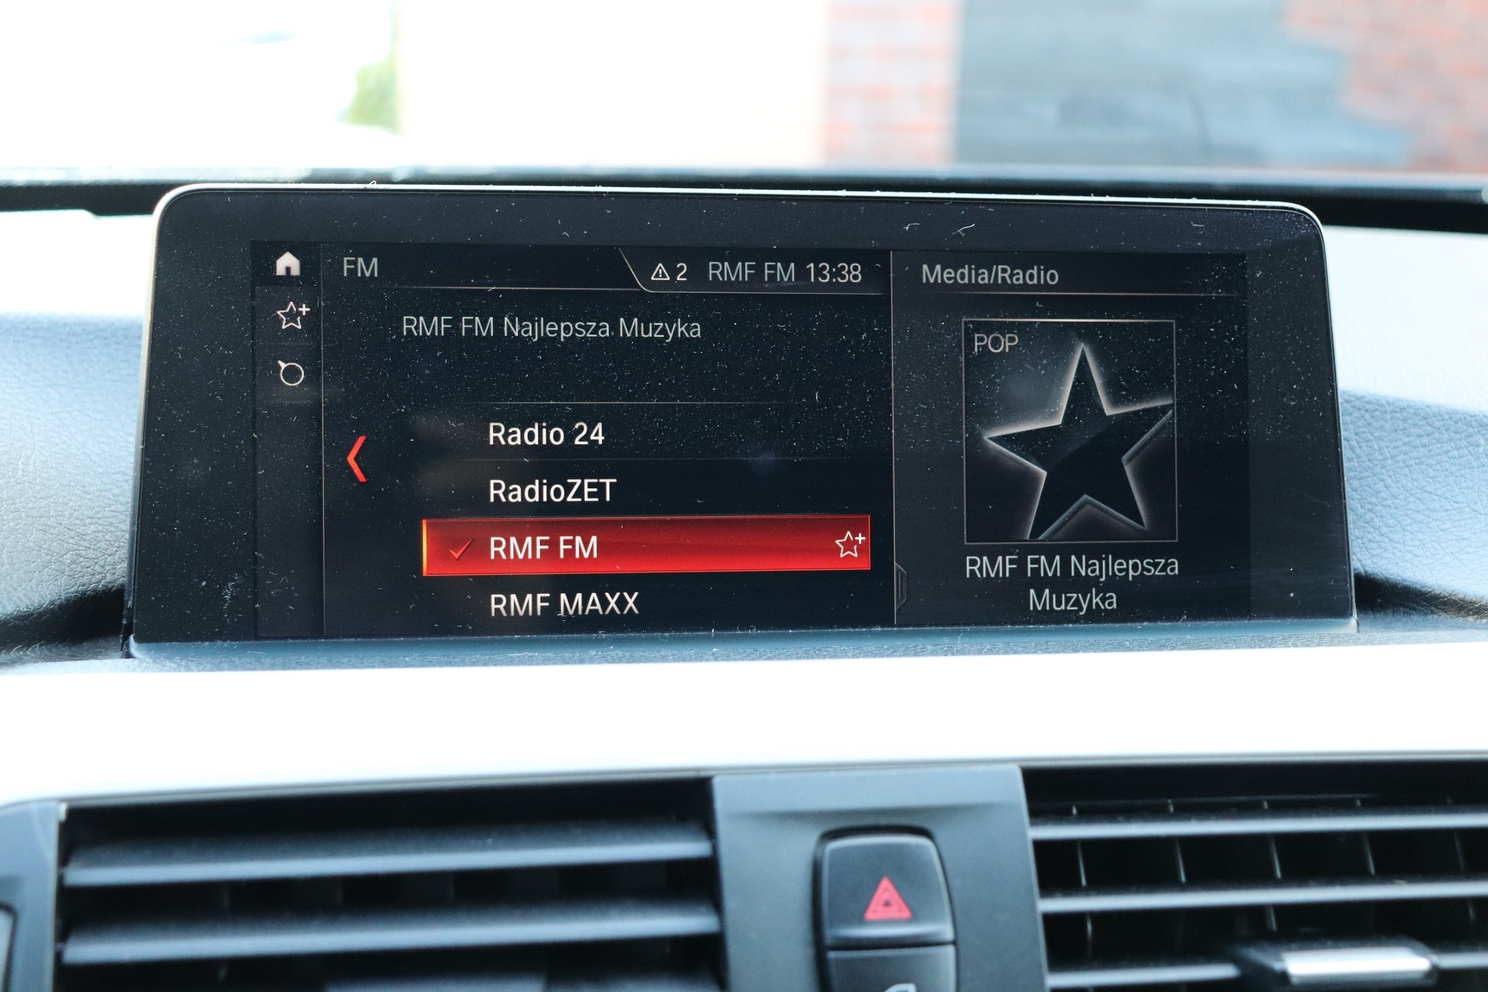 FM
2 RMF FM 13:38
Media/Radio
RMF FM Najlepsza Muzyka
Radio 24
RadioZET
RMF FM
RMF MAXX
POP
RMF FM Najlepsza
Muzyka